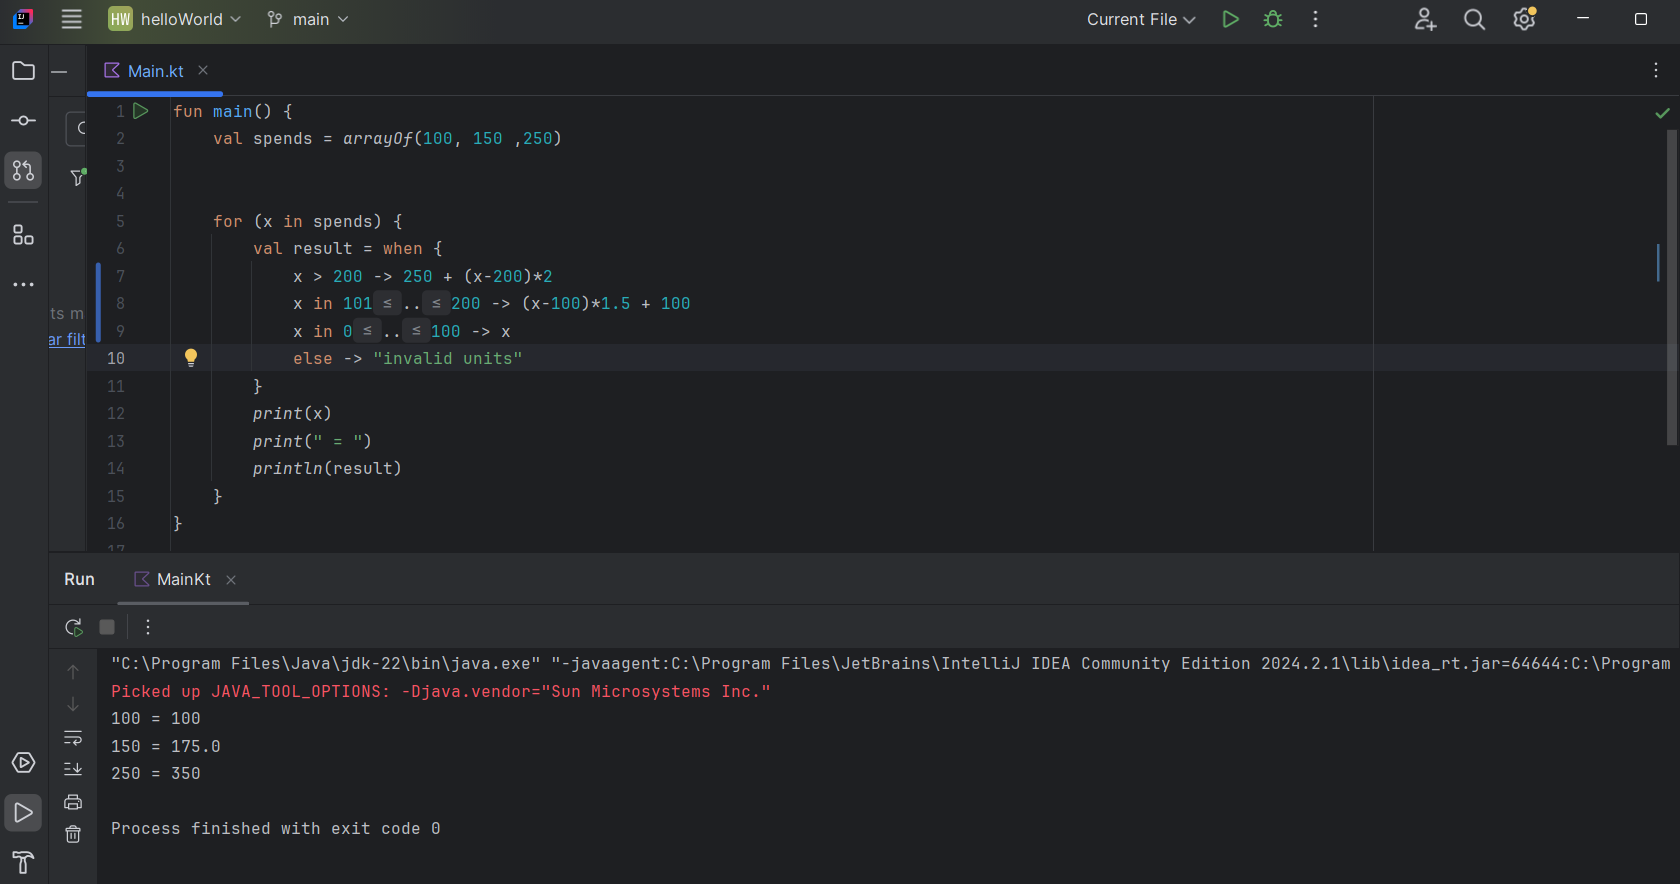 HW helloWorld main Current File
Main.kt
1 fun main() {
2 val spends = arrayOf(100, 150 ,250)
3
4
5 for (x in spends) {
6 val result = when {
7 x > 200 -> 250 + (x-200)*2
8 x in 101≤..≤200 -> (x-100)*1.5 + 100
9 x in 0≤..≤100 -> x
10 else -> "invalid units"
11 }
12 print(x)
13 print(" = ")
14 println(result)
15 }
16 }
17
ts m
ar filt
Run MainKt
"C:\Program Files\Java\jdk-22\bin\java.exe" "-javaagent:C:\Program Files\JetBrains\IntelliJ IDEA Community Edition 2024.2.1\lib\idea_rt.jar=64644:C:\Program
Picked up JAVA_TOOL_OPTIONS: -Djava.vendor="Sun Microsystems Inc."
100 = 100
150 = 175.0
250 = 350
Process finished with exit code 0